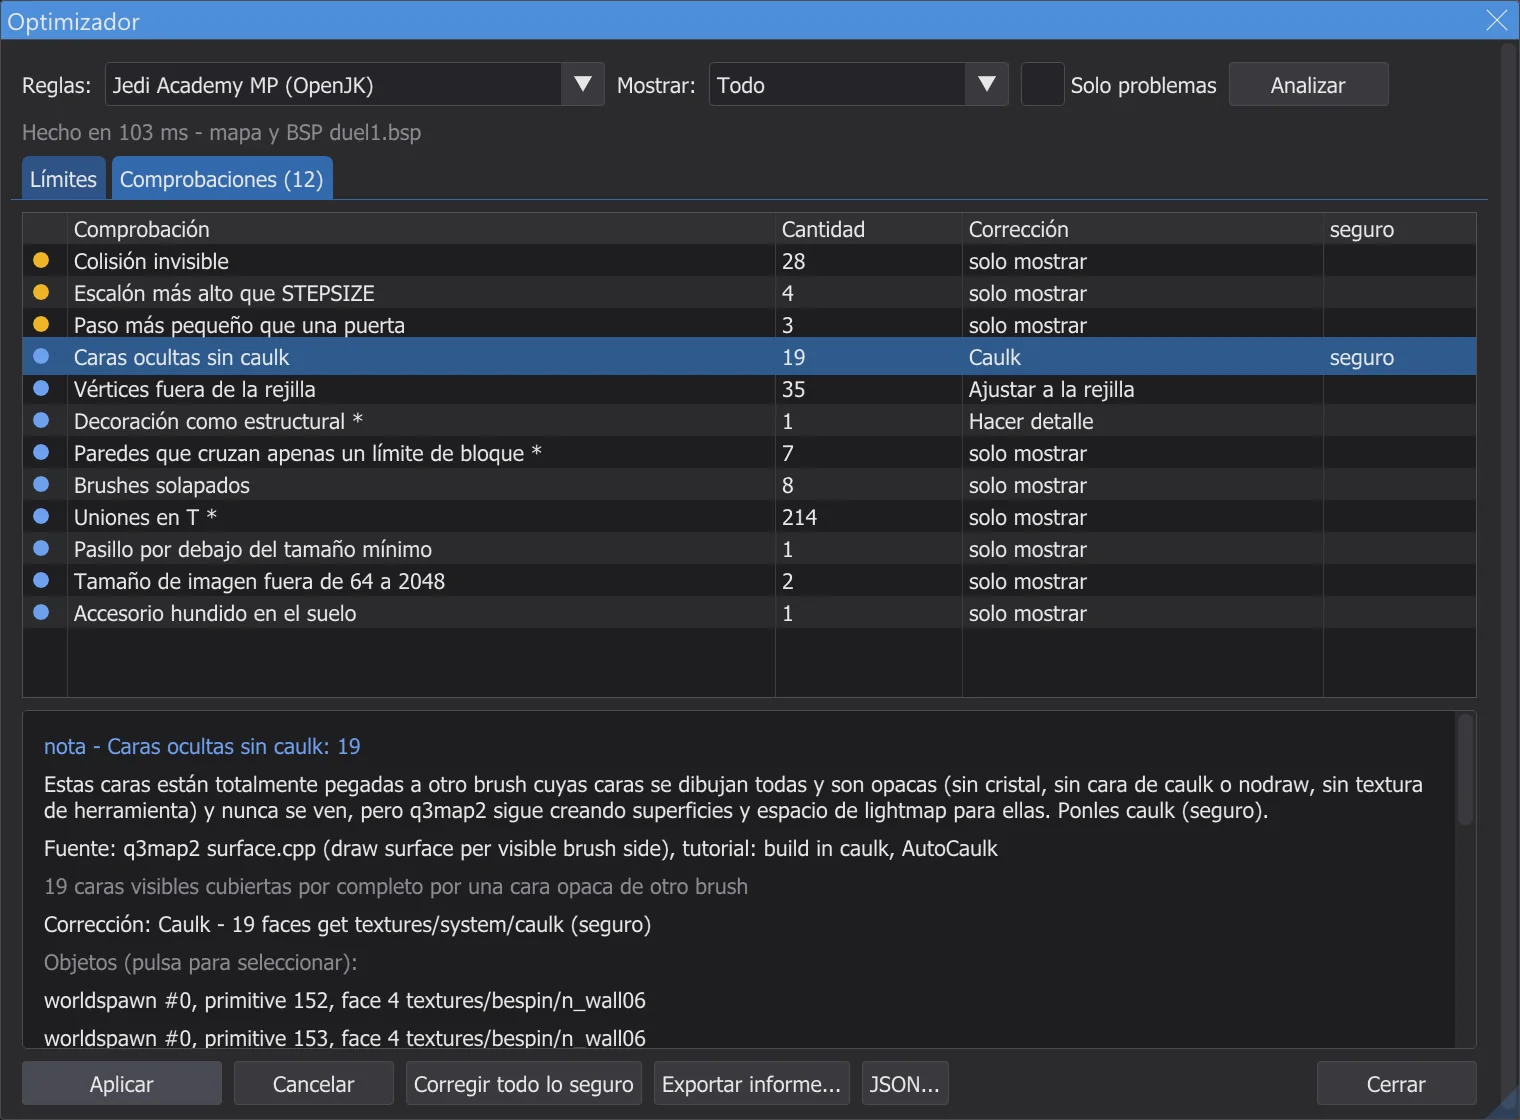 Optimizador
Reglas: Jedi Academy MP (OpenJK) Mostrar: Todo Solo problemas Analizar
Hecho en 103 ms - mapa y BSP duel1.bsp
Límites Comprobaciones (12)
Comprobación Cantidad Corrección seguro
Colisión invisible 28 solo mostrar
Escalón más alto que STEPSIZE 4 solo mostrar
Paso más pequeño que una puerta 3 solo mostrar
Caras ocultas sin caulk 19 Caulk seguro
Vértices fuera de la rejilla 35 Ajustar a la rejilla
Decoración como estructural * 1 Hacer detalle
Paredes que cruzan apenas un límite de bloque * 7 solo mostrar
Brushes solapados 8 solo mostrar
Uniones en T * 214 solo mostrar
Pasillo por debajo del tamaño mínimo 1 solo mostrar
Tamaño de imagen fuera de 64 a 2048 2 solo mostrar
Accesorio hundido en el suelo 1 solo mostrar
nota - Caras ocultas sin caulk: 19
Estas caras están totalmente pegadas a otro brush cuyas caras se dibujan todas y son opacas (sin cristal, sin cara de caulk o nodraw, sin textura
de herramienta) y nunca se ven, pero q3map2 sigue creando superficies y espacio de lightmap para ellas. Ponles caulk (seguro).
Fuente: q3map2 surface.cpp (draw surface per visible brush side), tutorial: build in caulk, AutoCaulk
19 caras visibles cubiertas por completo por una cara opaca de otro brush
Corrección: Caulk - 19 faces get textures/system/caulk (seguro)
Objetos (pulsa para seleccionar):
worldspawn #0, primitive 152, face 4 textures/bespin/n_wall06
worldspawn #0, primitive 153, face 4 textures/bespin/n_wall06
Aplicar Cancelar Corregir todo lo seguro Exportar informe... JSON... Cerrar